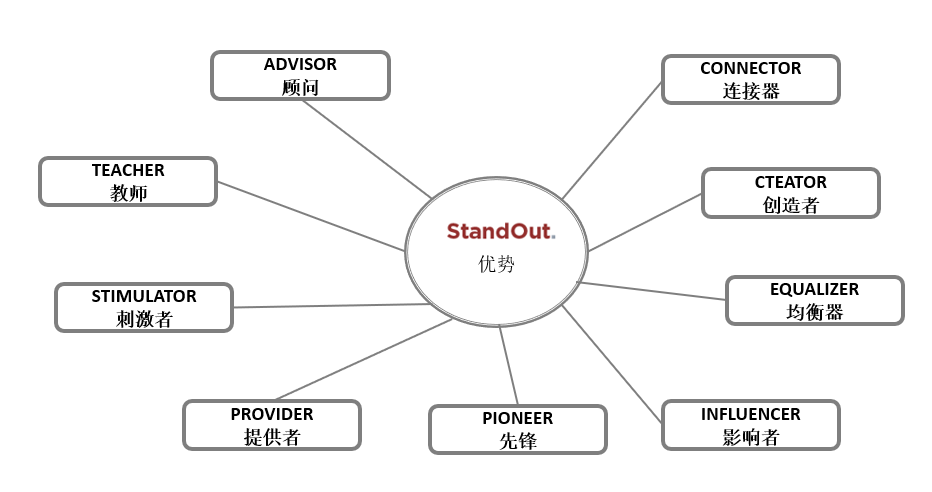 ADVISOR
顾问
CONNECTOR
连接器
TEACHER
教师
CTEATOR
创造者
StandOut.
优势
STIMULATOR
刺激者
EQUALIZER
均衡器
PROVIDER
提供者
PIONEER
先锋
INFLUENCER
影响者